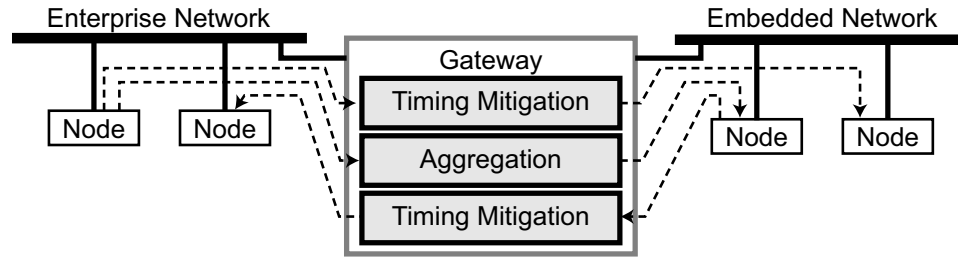 Enterprise Network
Embedded Network
Gateway
Timing Mitigation
Node
Node
Node
Node
Aggregation
Timing Mitigation